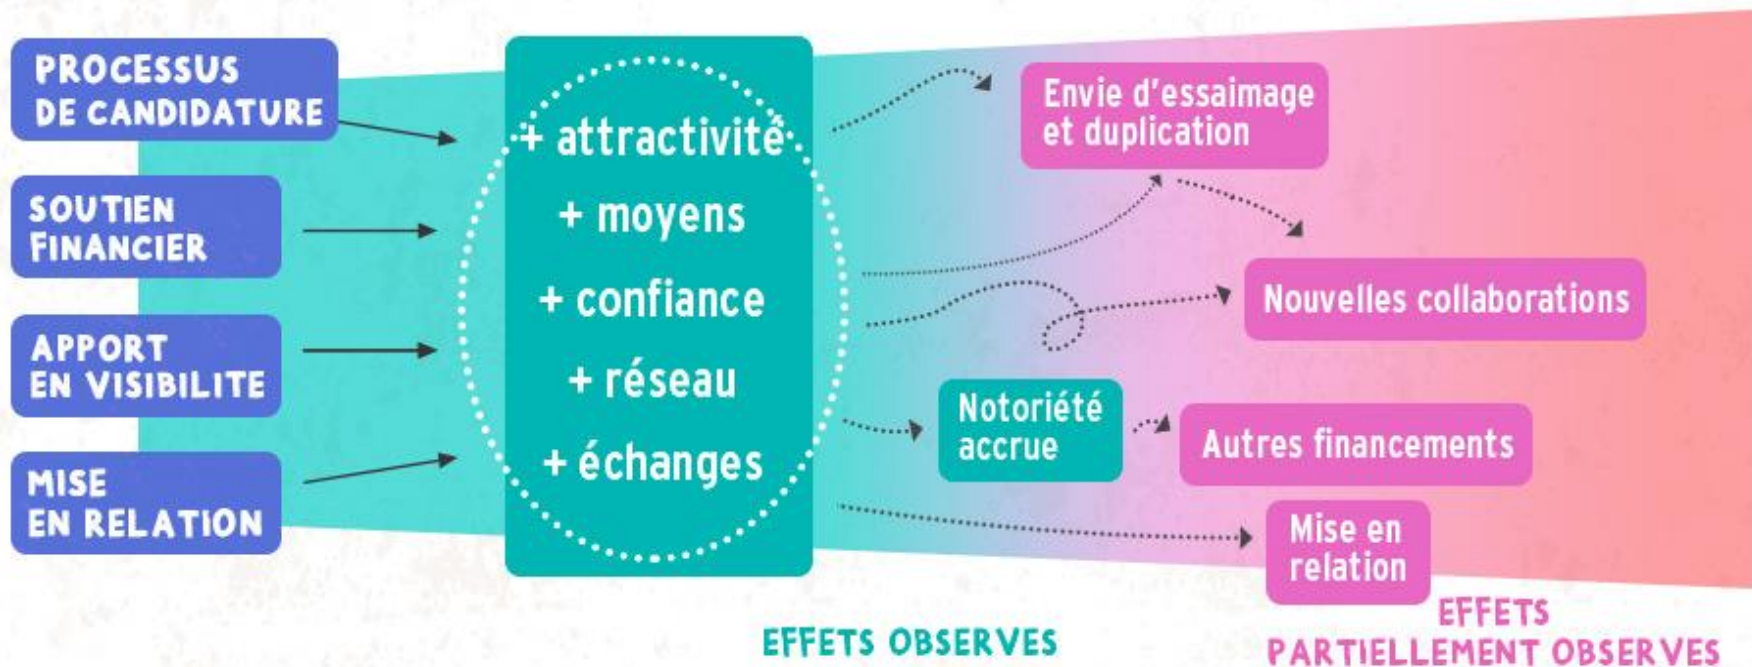 PROCESSUS
DE CANDIDATURE
SOUTIEN
FINANCIER
APPORT
EN VISIBILITE
MISE
EN RELATION
+ attractivité
+ moyens
+ confiance
+ réseau
+ échanges
Envie d'essaimage
et duplication
Nouvelles collaborations
Notoriété
accrue
Autres financements
Mise en
relation
EFFETS OBSERVES
EFFETS
PARTIELLEMENT OBSERVES